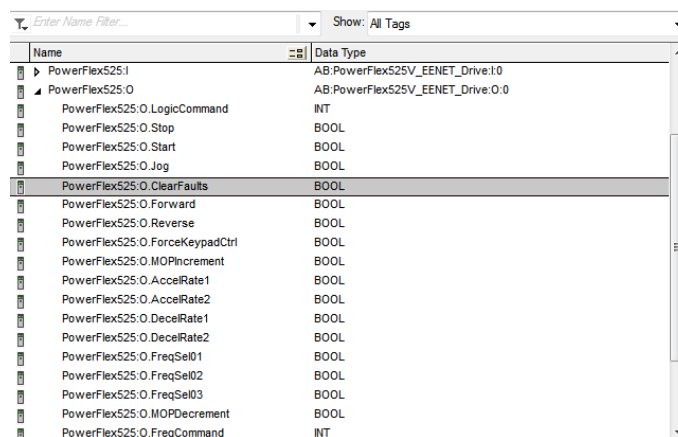 Enter Name Filter... Show: All Tags
Name Data Type
PowerFlex525:I AB:PowerFlex525V_EENET_Drive:I:0
PowerFlex525:O AB:PowerFlex525V_EENET_Drive:O:0
PowerFlex525:O.LogicCommand INT
PowerFlex525:O.Stop BOOL
PowerFlex525:O.Start BOOL
PowerFlex525:O.Jog BOOL
PowerFlex525:O.ClearFaults BOOL
PowerFlex525:O.Forward BOOL
PowerFlex525:O.Reverse BOOL
PowerFlex525:O.ForceKeypadCtrl BOOL
PowerFlex525:O.MOPIncrement BOOL
PowerFlex525:O.AccelRate1 BOOL
PowerFlex525:O.AccelRate2 BOOL
PowerFlex525:O.DecelRate1 BOOL
PowerFlex525:O.DecelRate2 BOOL
PowerFlex525:O.FreqSel01 BOOL
PowerFlex525:O.FreqSel02 BOOL
PowerFlex525:O.FreqSel03 BOOL
PowerFlex525:O.MOPDecrement BOOL
PowerFlex525:O.FreqCommand INT